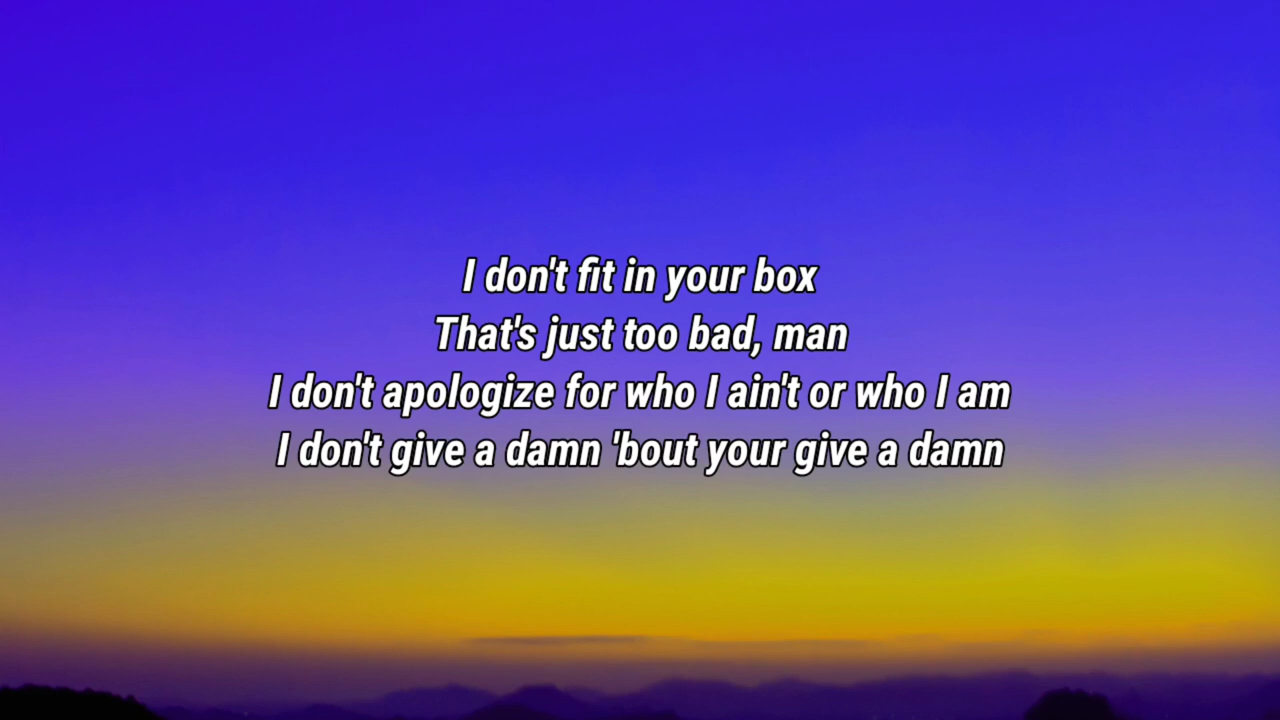 I don't fit in your box
That's just too bad, man
I don't apologize for who I ain't or who I am
I don't give a damn 'bout your give a damn